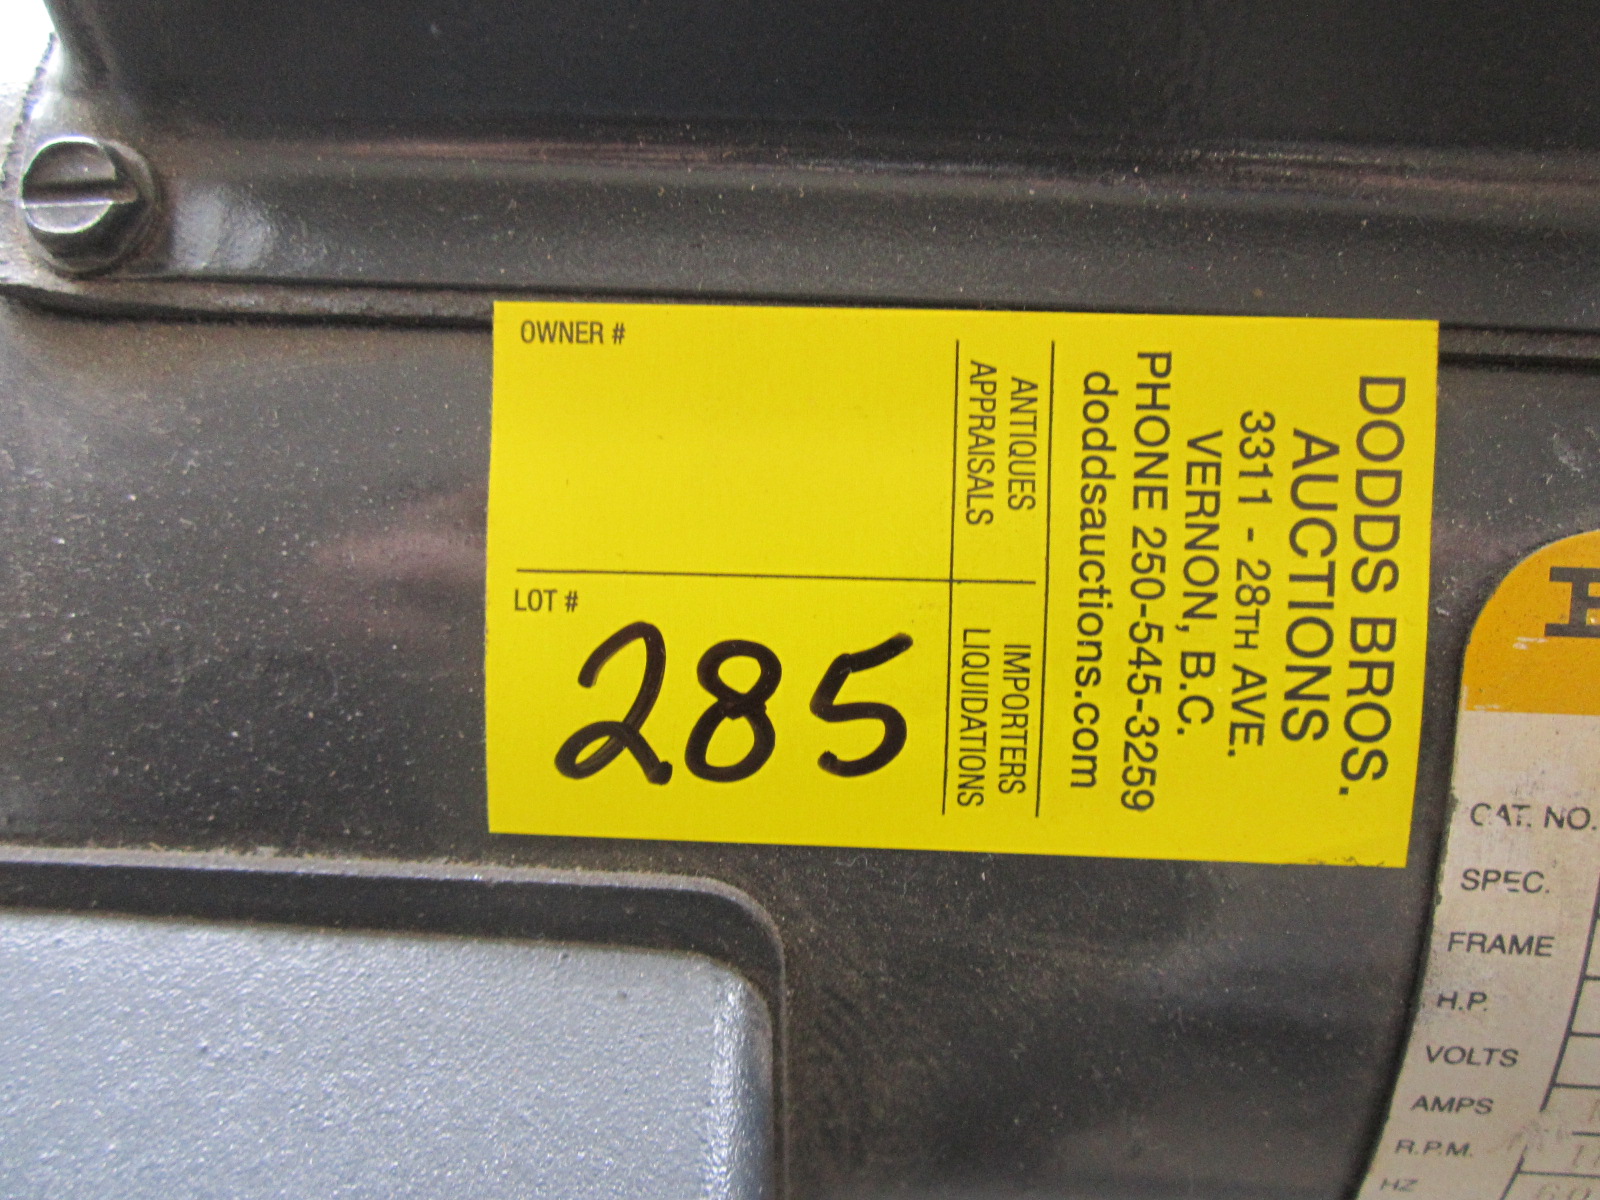 DODDS BROS.
AUCTIONS
3311 - 28TH AVE.
VERNON, B.C.
PHONE 250-545-3259
doddsauctions.com
ANTIQUES IMPORTERS
APPRAISALS LIQUIDATIONS
OWNER #
LOT #
285
CAT. NO.
SPEC.
FRAME
H.P.
VOLTS
AMPS
R.P.M.
HZ